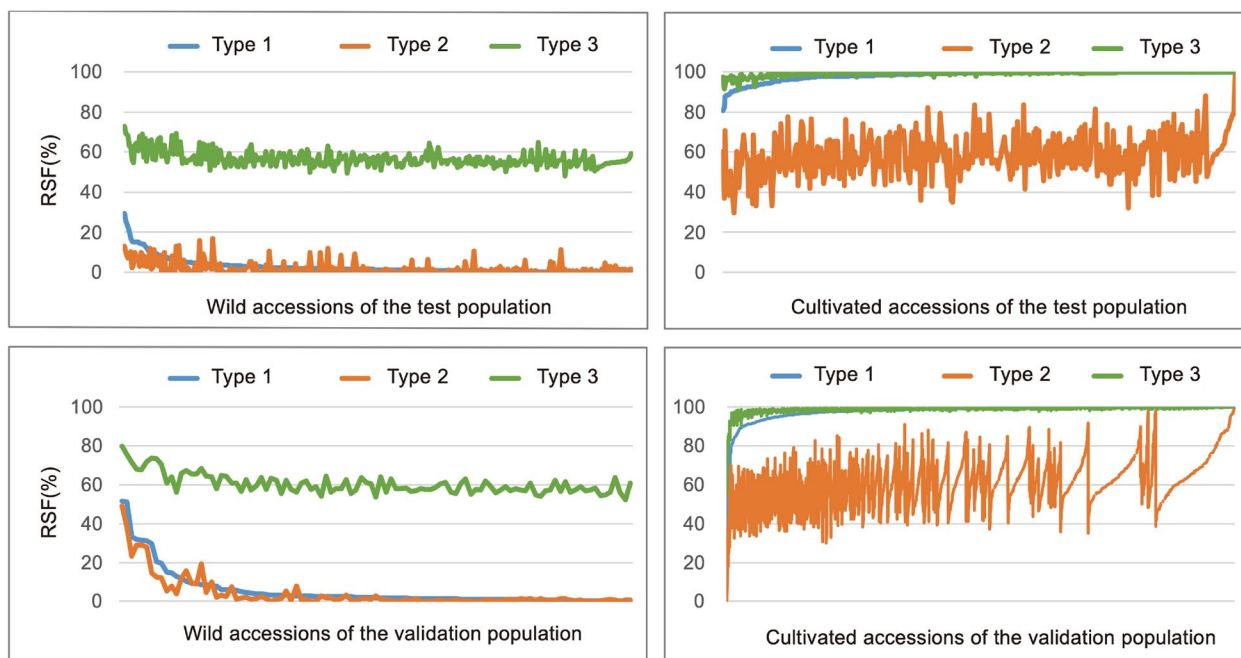 Type 1 Type 2 Type 3
100
80
60
40
20
0
RSF(%)
Wild accessions of the test population
Type 1 Type 2 Type 3
100
80
60
40
20
0
Cultivated accessions of the test population
Type 1 Type 2 Type 3
100
80
60
40
20
0
RSF(%)
Wild accessions of the validation population
Type 1 Type 2 Type 3
100
80
60
40
20
0
Cultivated accessions of the validation population